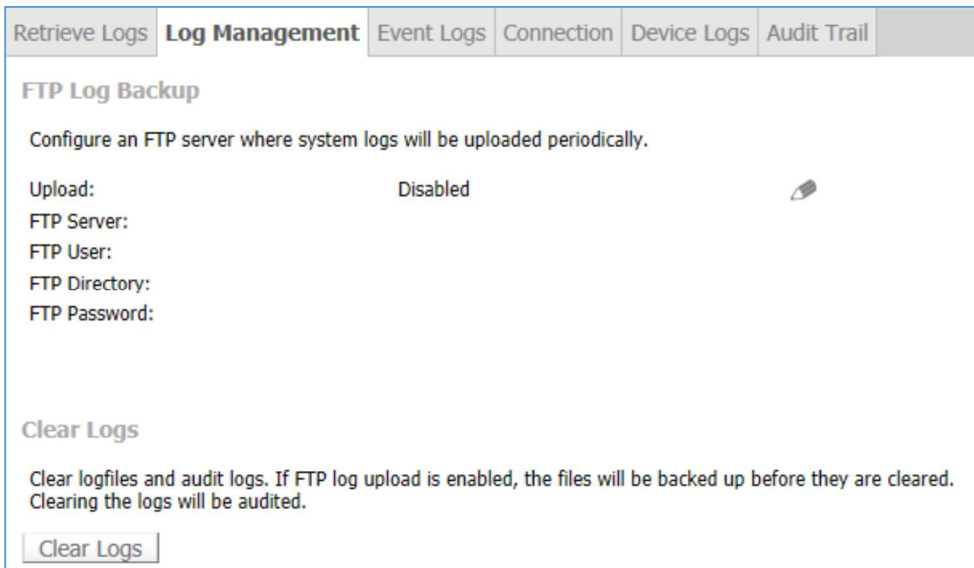 Retrieve Logs Log Management Event Logs Connection Device Logs Audit Trail
FTP Log Backup
Configure an FTP server where system logs will be uploaded periodically.
Upload: Disabled
FTP Server:
FTP User:
FTP Directory:
FTP Password:
Clear Logs
Clear logfiles and audit logs. If FTP log upload is enabled, the files will be backed up before they are cleared.
Clearing the logs will be audited.
Clear Logs